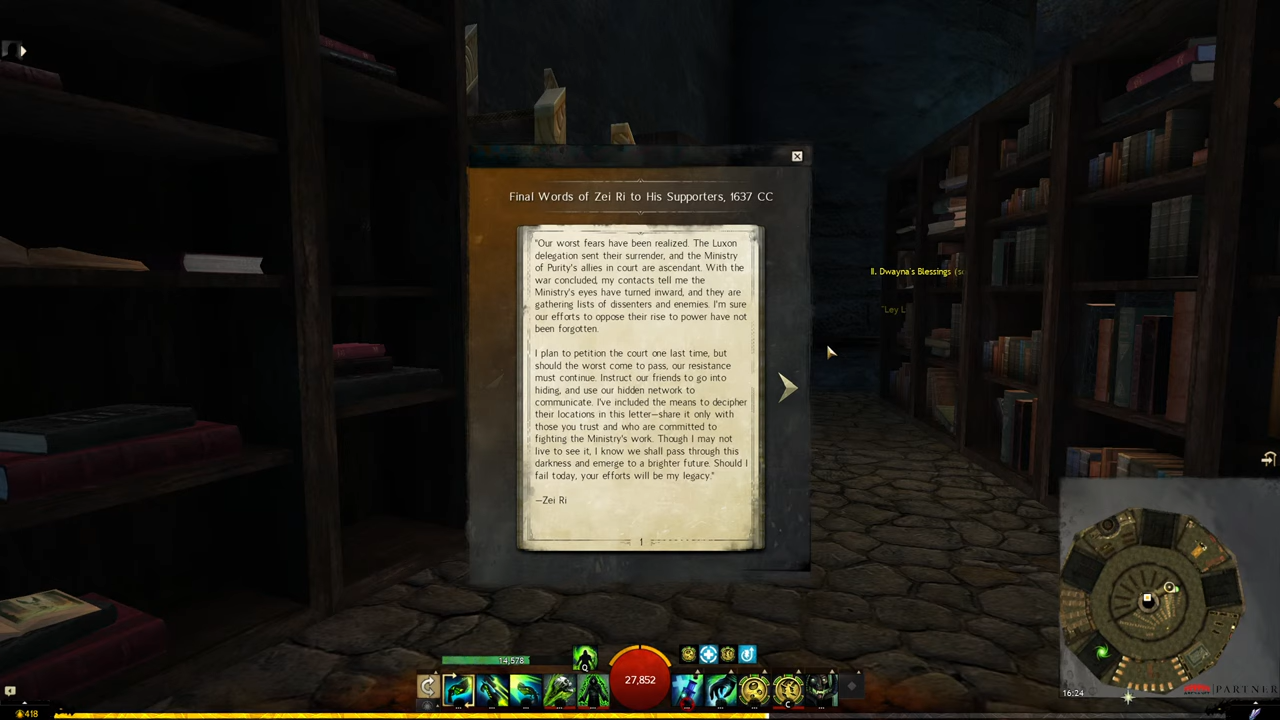 Final Words of Zei Ri to His Supporters, 1637 CC
"Our worst fears have been realized. The Luxon
delegation sent their surrender, and the Ministry
of Purity's allies in court are ascendant. With the
war concluded, my contacts tell me the
Ministry's eyes have turned inward, and they are
gathering lists of dissenters and enemies. I'm sure
our efforts to oppose their rise to power have not
been forgotten.
I plan to petition the court one last time, but
should the worst come to pass, our resistance
must continue. Instruct our friends to go into
hiding, and use our hidden network to
communicate. I've included the means to decipher
their locations in this letter—share it only with
those you trust and who are committed to
fighting the Ministry's work. Though I may not
live to see it, I know we shall pass through this
darkness and emerge to a brighter future. Should I
fail today, your efforts will be my legacy."
—Zei Ri
1
II. Dwayna's Blessings (so
"Ley L
14,578
Q
27,852
C
16:24
PARTNER
418